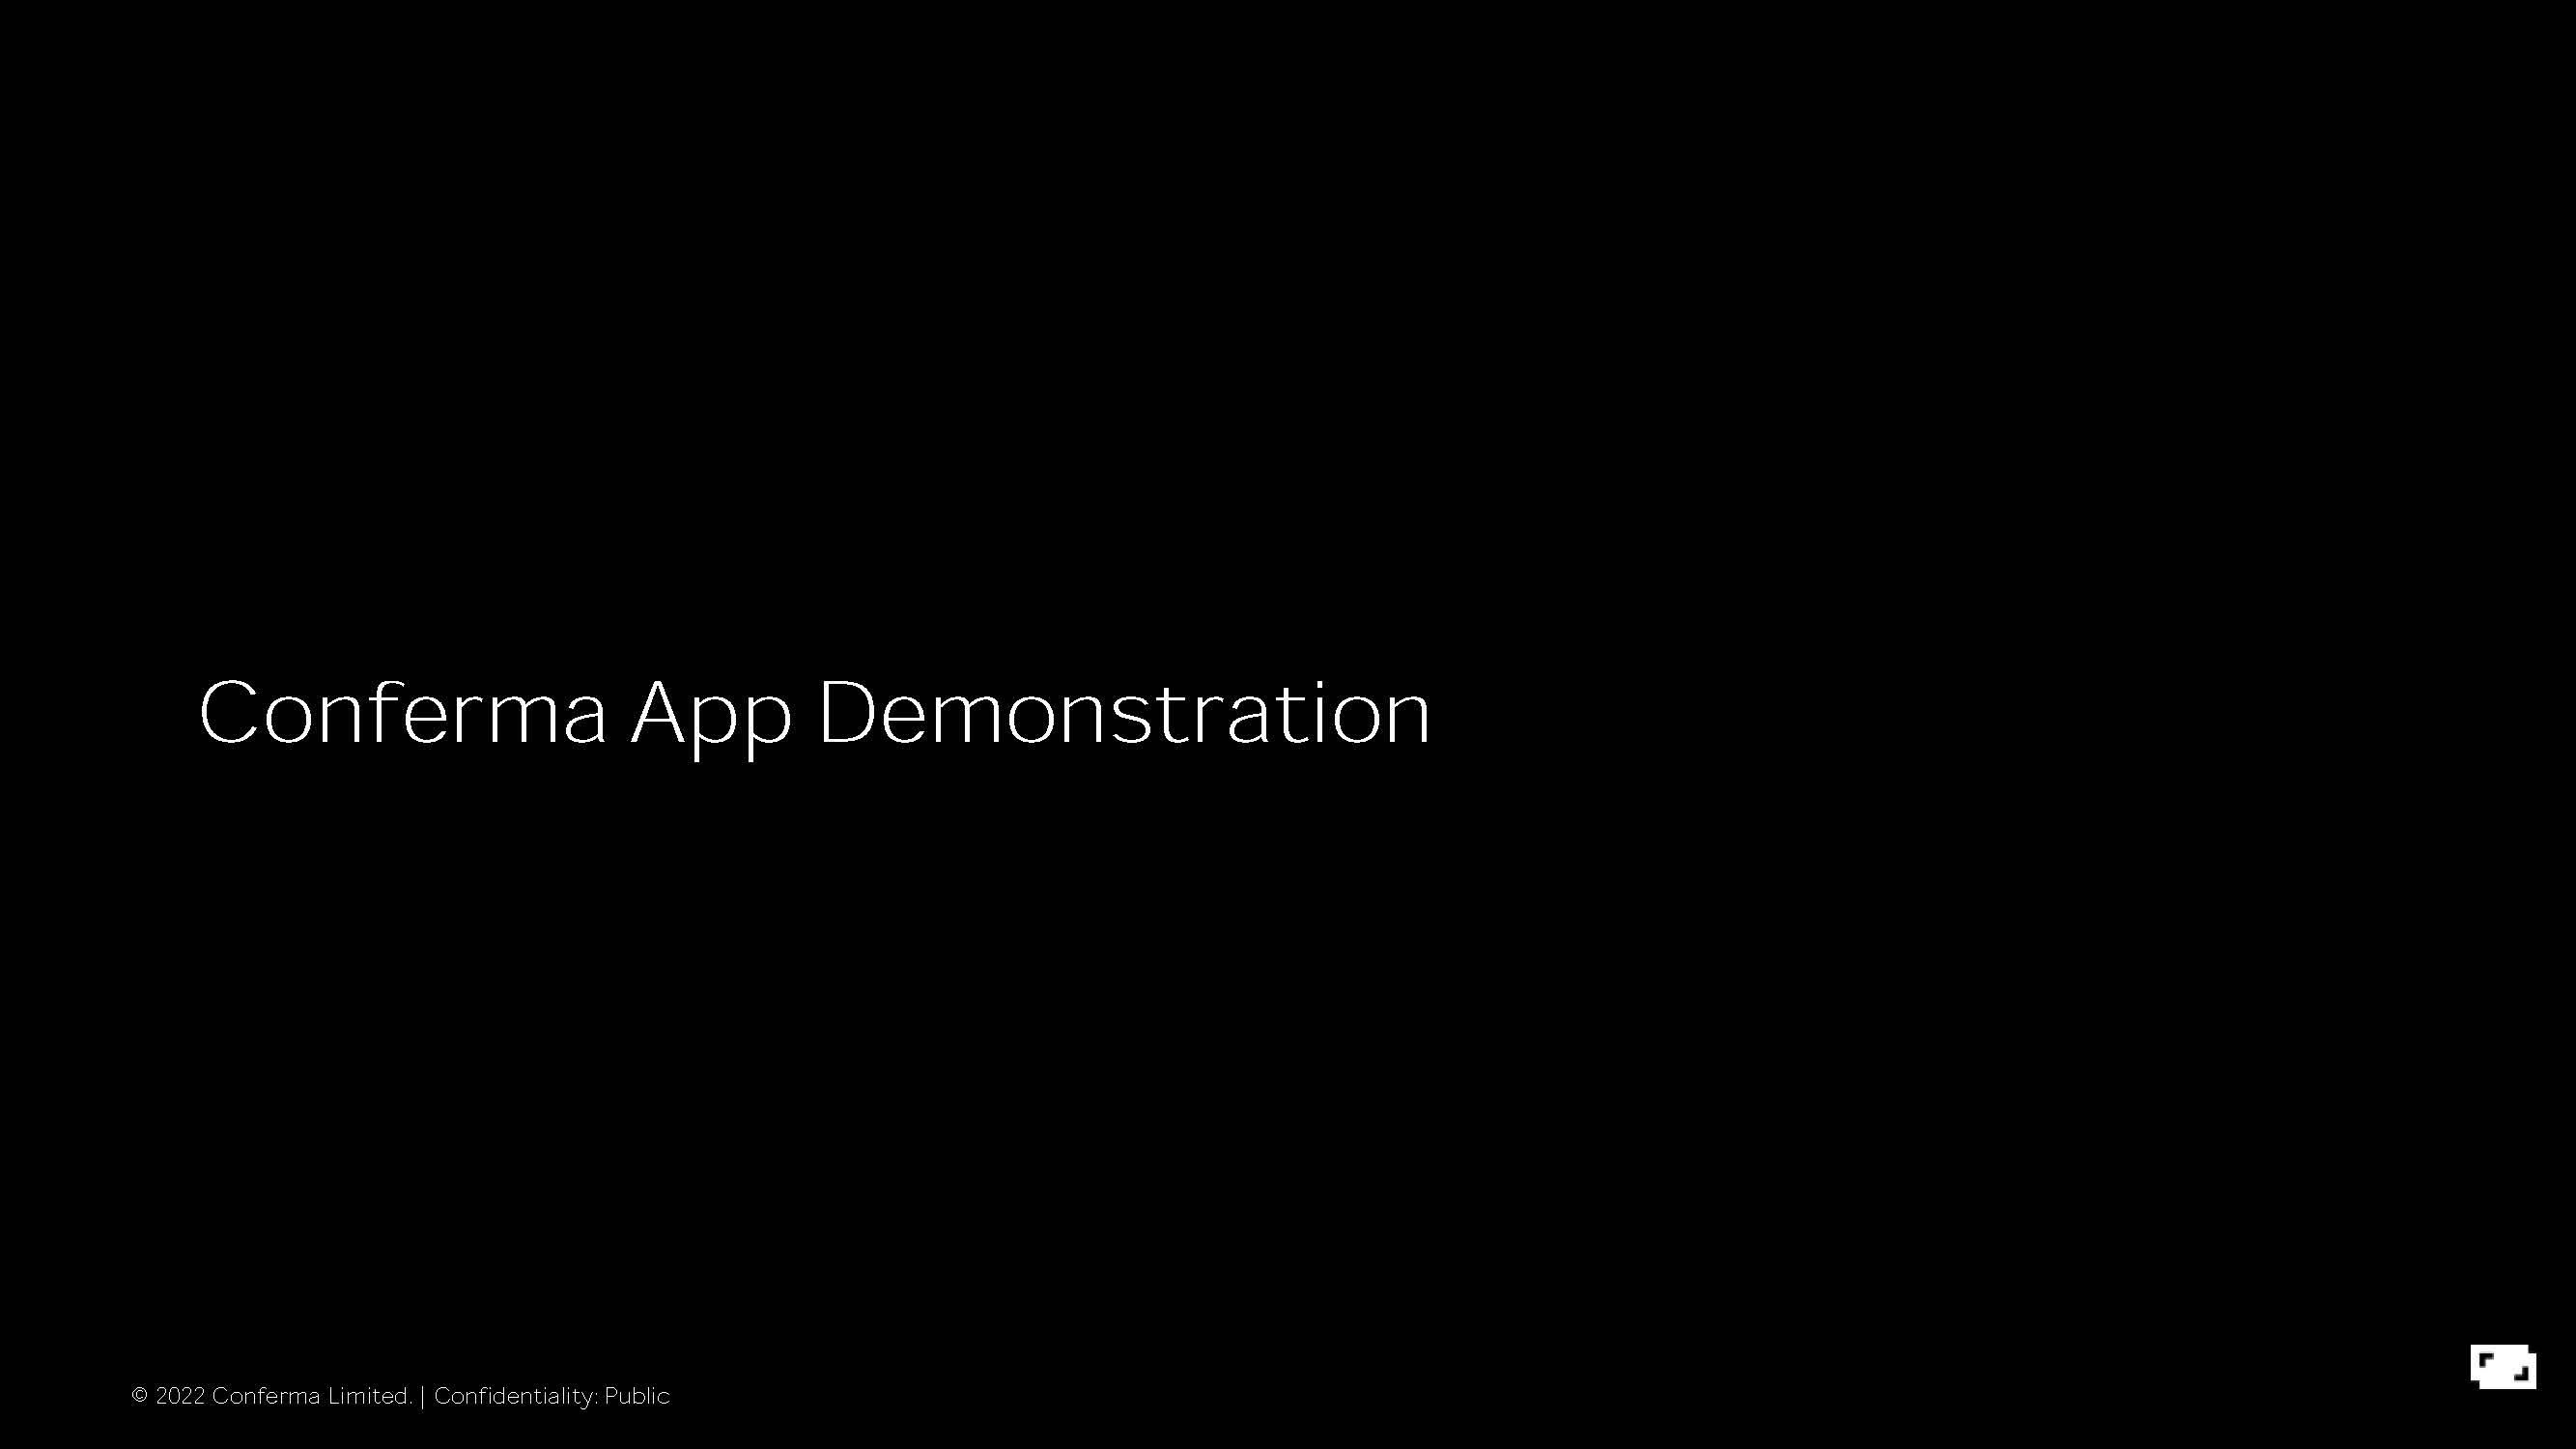 Conferma App Demonstration
© 2022 Conferma Limited. | Confidentiality: Public